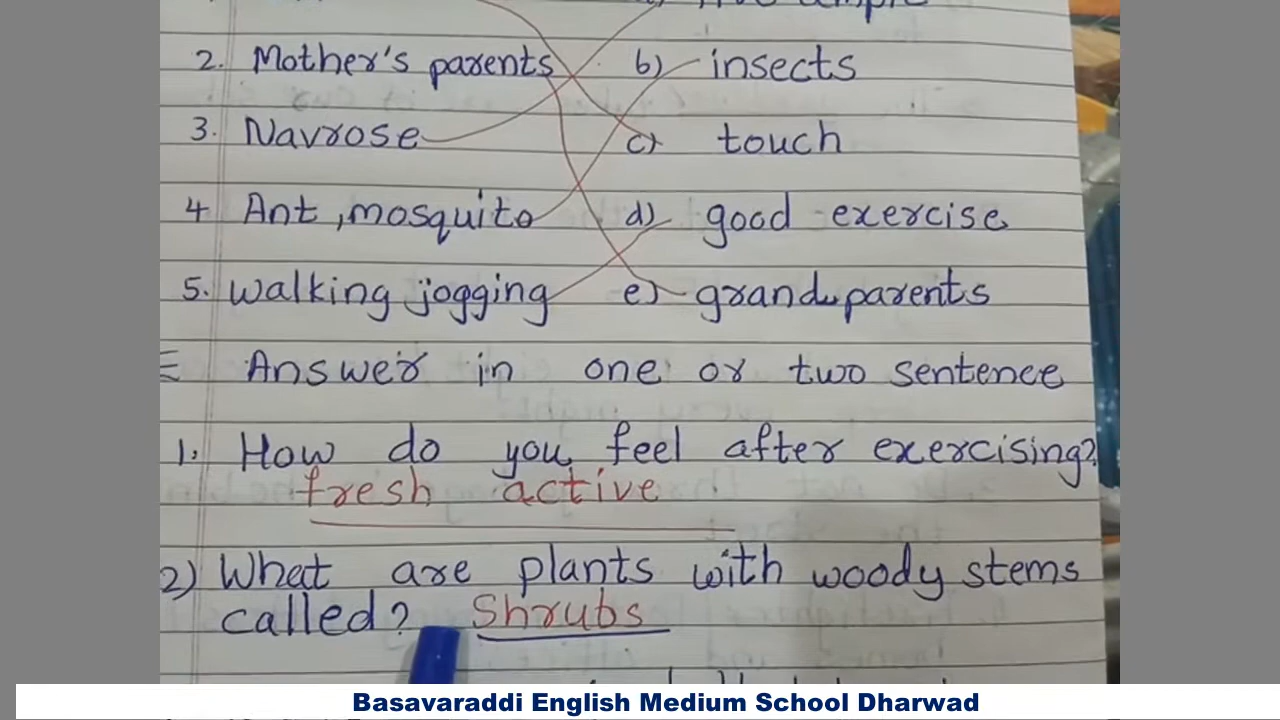 2. Mother's parents b) insects
3. Navrose c) touch
4 Ant, mosquito d) good exercise
5. walking jogging e) grand parents
E Answer in one or two sentence
1. How do you feel after exercising?
fresh active
2) What are plants with woody stems
called? Shrubs
Basavaraddi English Medium School Dharwad